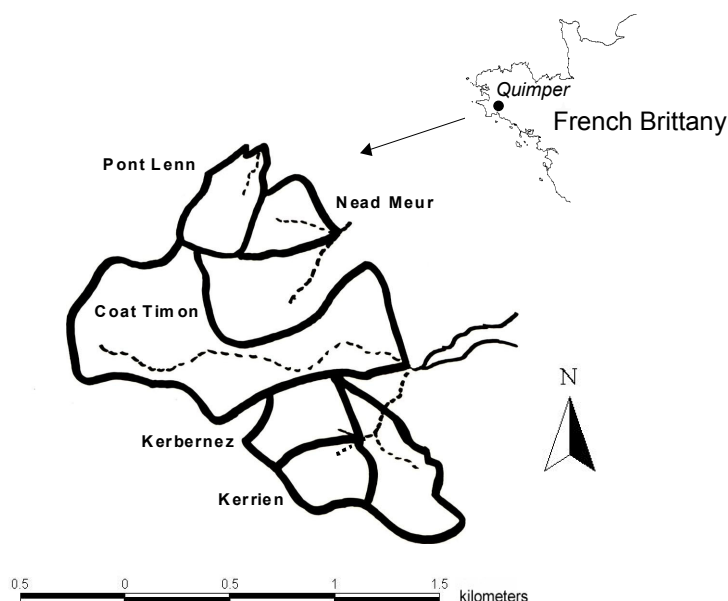 Quimper
French Brittany
Pont Lenn
Nead Meur
Coat Timon
N
Kerbernez
Kerrien
0.5 0 0.5 1 1.5 kilometers